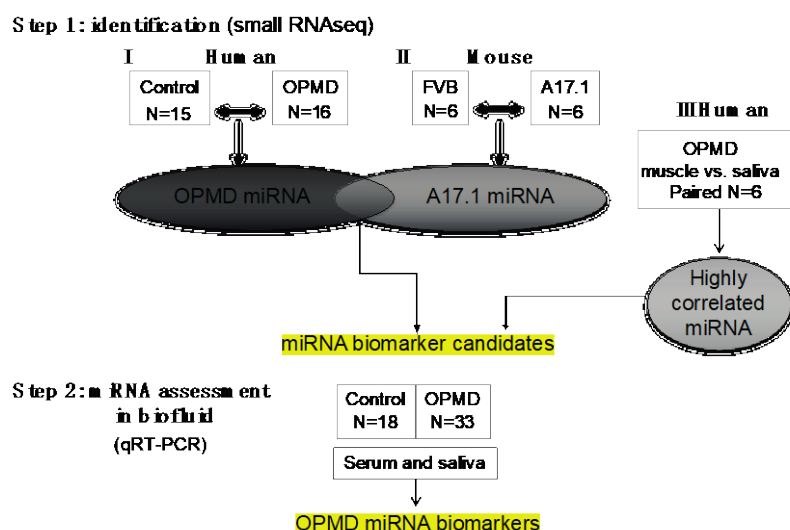 Step 1: identification (small RNAseq)
I Human
II Mouse
Control
N=15
OPMD
N=16
FVB
N=6
A17.1
N=6
III Human
OPMD
muscle vs. saliva
Paired N=6
OPMD miRNA
A17.1 miRNA
Highly
correlated
miRNA
miRNA biomarker candidates
Step 2: miRNA assessment
in biofluid
(qRT-PCR)
Control
N=18
OPMD
N=33
Serum and saliva
OPMD miRNA biomarkers